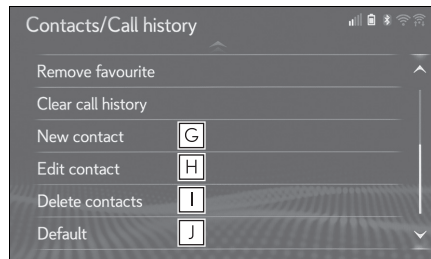 Contacts/Call history
Remove favourite
Clear call history
New contact G
Edit contact H
Delete contacts I
Default J